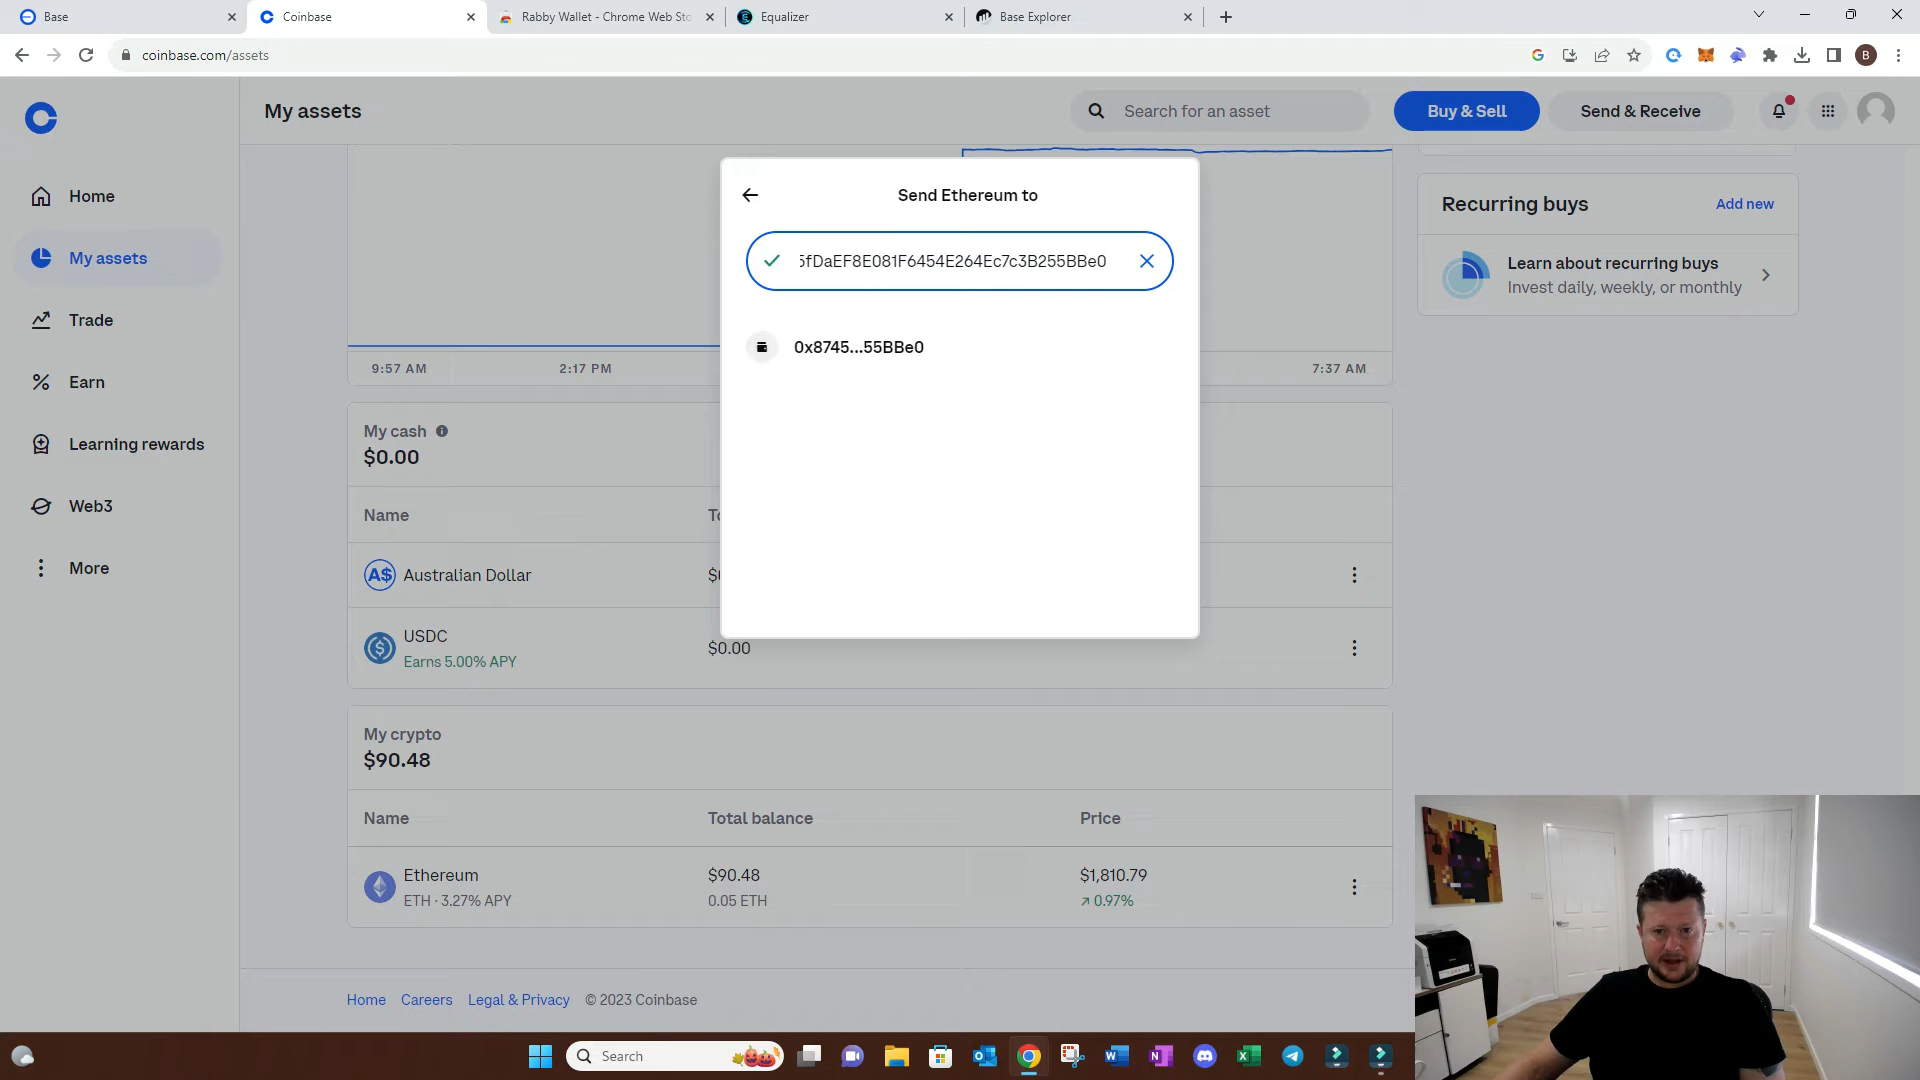 Base
Coinbase
Rabby Wallet - Chrome Web Sto
Equalizer
Base Explorer
coinbase.com/assets
B
My assets
Search for an asset
Buy & Sell
Send & Receive
Home
My assets
Trade
Earn
Learning rewards
Web3
More
Send Ethereum to
5fDaEF8E081F6454E264Ec7c3B255BBe0
0x8745...55BBe0
Recurring buys
Add new
Learn about recurring buys
Invest daily, weekly, or monthly
9:57 AM
2:17 PM
7:37 AM
My cash
$0.00
Name
A$
Australian Dollar
USDC
Earns 5.00% APY
$0.00
My crypto
$90.48
Name
Total balance
Price
Ethereum
ETH · 3.27% APY
$90.48
0.05 ETH
$1,810.79
↗ 0.97%
Home
Careers
Legal & Privacy
© 2023 Coinbase
Search